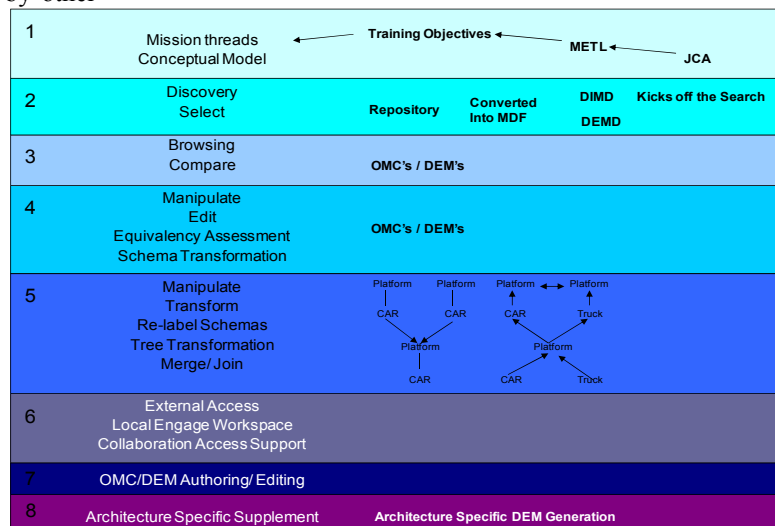 by other
1
Mission threads
Conceptual Model
Training Objectives
METL
JCA
2
Discovery
Select
Repository
Converted
Into MDF
DIMD
DEMD
Kicks off the Search
3
Browsing
Compare
OMC's / DEM's
4
Manipulate
Edit
Equivalency Assessment
Schema Transformation
OMC's / DEM's
5
Manipulate
Transform
Re-label Schemas
Tree Transformation
Merge/ Join
Platform Platform Platform Platform
CAR CAR CAR Truck
Platform Platform
CAR CAR Truck
6
External Access
Local Engage Workspace
Collaboration Access Support
7
OMC/DEM Authoring/ Editing
8
Architecture Specific Supplement
Architecture Specific DEM Generation